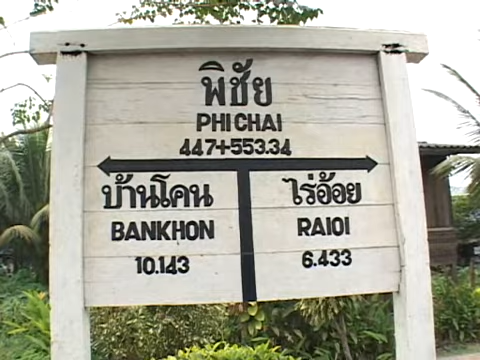 พิชัย
PHICHAI
447+553.34
บ้านโคน ไร่อ้อย
BANKHON RAIOI
10.143 6.433